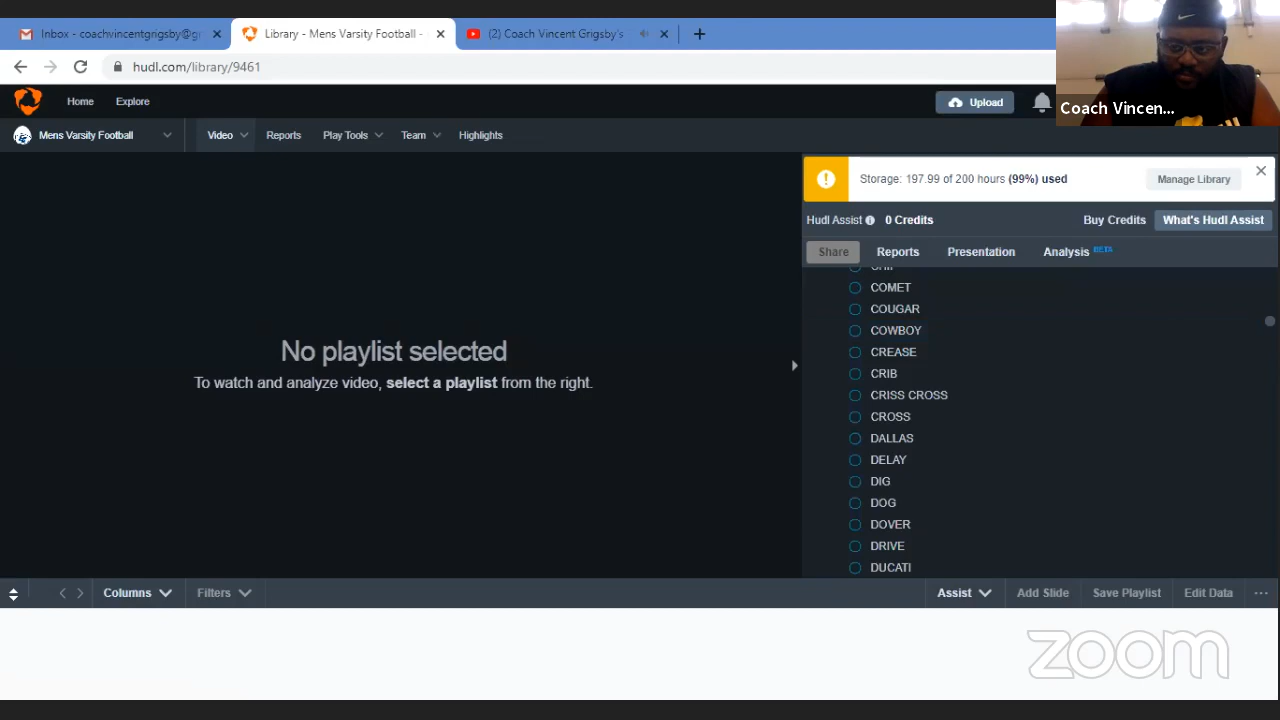 Inbox - coachvincentgrigsby@g
Library - Mens Varsity Football -
(2) Coach Vincent Grigsby's
hudl.com/library/9461
Home
Explore
Upload
Coach Vincen...
Mens Varsity Football
Video
Reports
Play Tools
Team
Highlights
Storage: 197.99 of 200 hours (99%) used
Manage Library
Hudl Assist
0 Credits
Buy Credits
What's Hudl Assist
Share
Reports
Presentation
Analysis BETA
COMET
COUGAR
COWBOY
CREASE
CRIB
CRISS CROSS
CROSS
DALLAS
DELAY
DIG
DOG
DOVER
DRIVE
DUCATI
No playlist selected
To watch and analyze video, select a playlist from the right.
Columns
Filters
Assist
Add Slide
Save Playlist
Edit Data
zoom